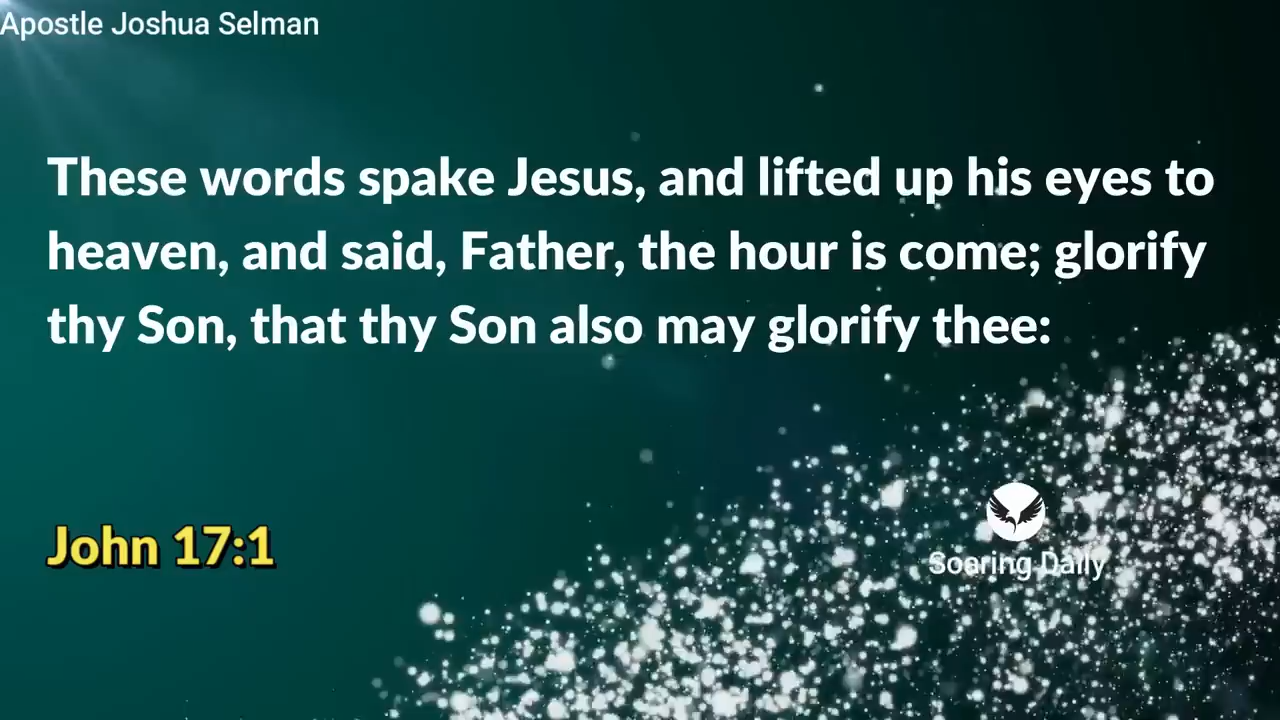 Apostle Joshua Selman
These words spake Jesus, and lifted up his eyes to
heaven, and said, Father, the hour is come; glorify
thy Son, that thy Son also may glorify thee:
John 17:1
Soaring Daily